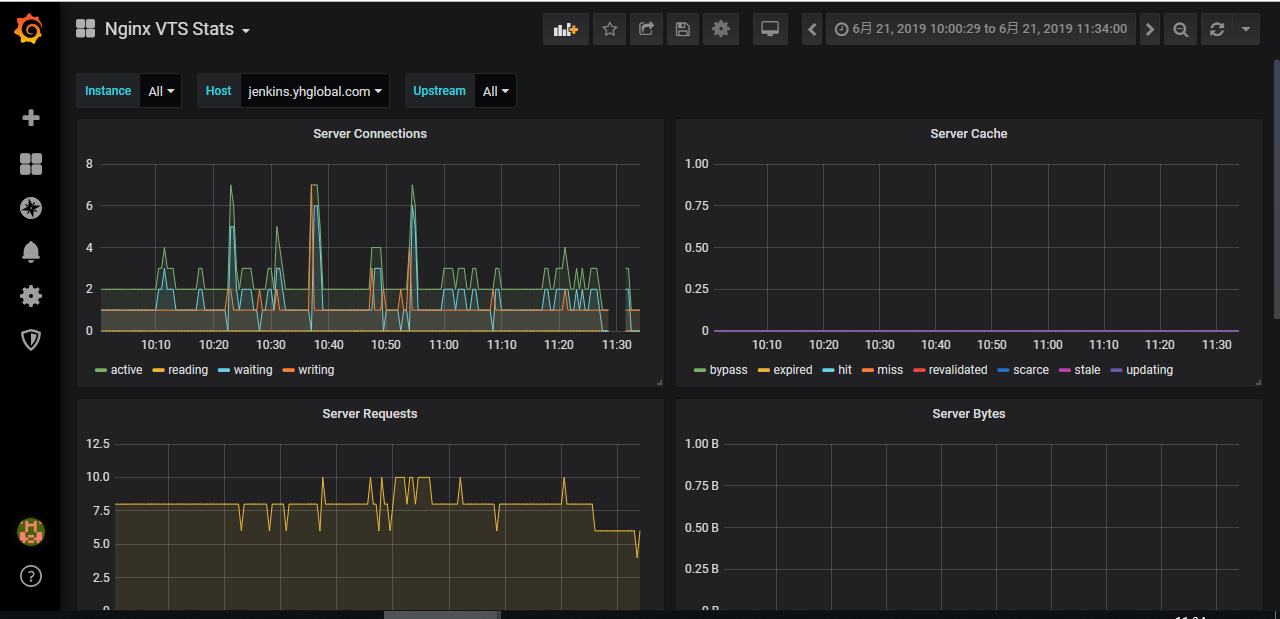 Nginx VTS Stats
6月 21, 2019 10:00:29 to 6月 21, 2019 11:34:00
Instance All Host jenkins.yhglobal.com Upstream All
Server Connections
8
6
4
2
0
10:10 10:20 10:30 10:40 10:50 11:00 11:10 11:20 11:30
active reading waiting writing
Server Cache
1.00
0.75
0.50
0.25
0
10:10 10:20 10:30 10:40 10:50 11:00 11:10 11:20 11:30
bypass expired hit miss revalidated scarce stale updating
Server Requests
12.5
10.0
7.5
5.0
2.5
0
Server Bytes
1.00 B
0.75 B
0.50 B
0.25 B
0 B
?